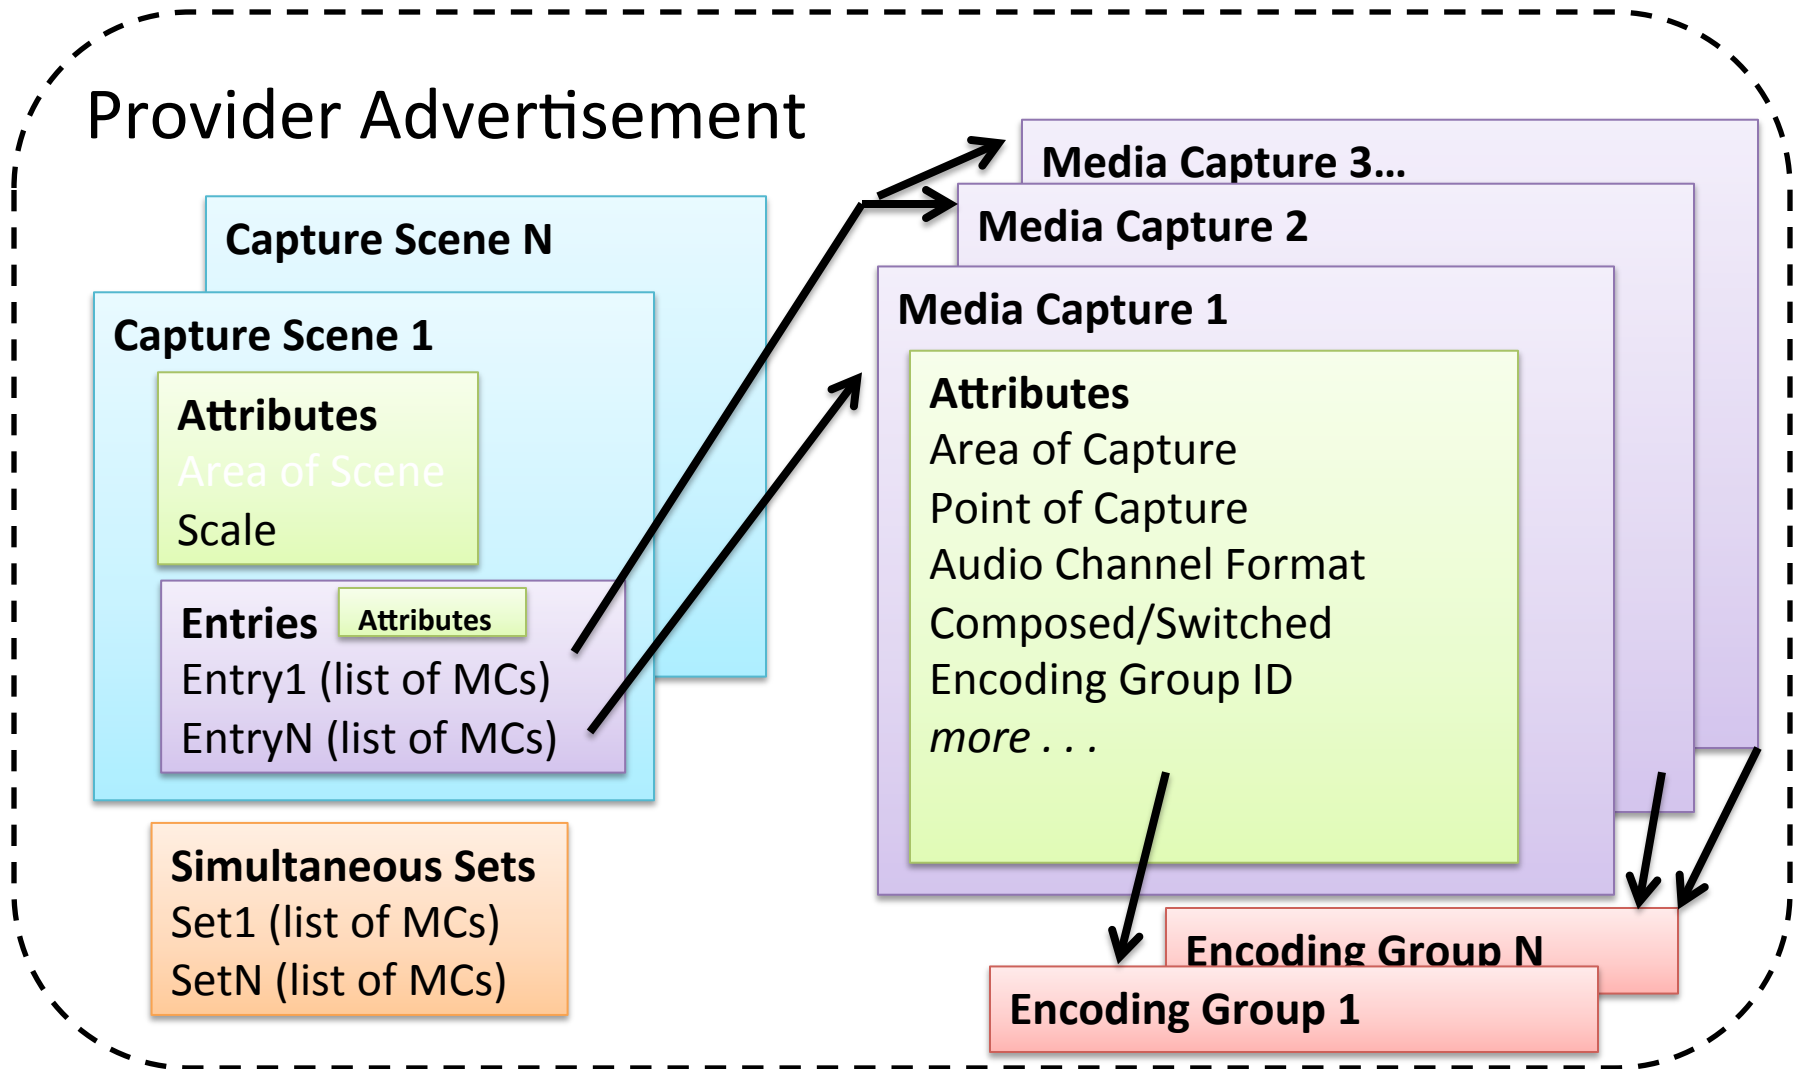 Provider Advertisement
Capture Scene N
Capture Scene 1
Attributes
Area of Scene
Scale
Entries
Attributes
Entry1 (list of MCs)
EntryN (list of MCs)
Simultaneous Sets
Set1 (list of MCs)
SetN (list of MCs)
Media Capture 3...
Media Capture 2
Media Capture 1
Attributes
Area of Capture
Point of Capture
Audio Channel Format
Composed/Switched
Encoding Group ID
more . . .
Encoding Group N
Encoding Group 1